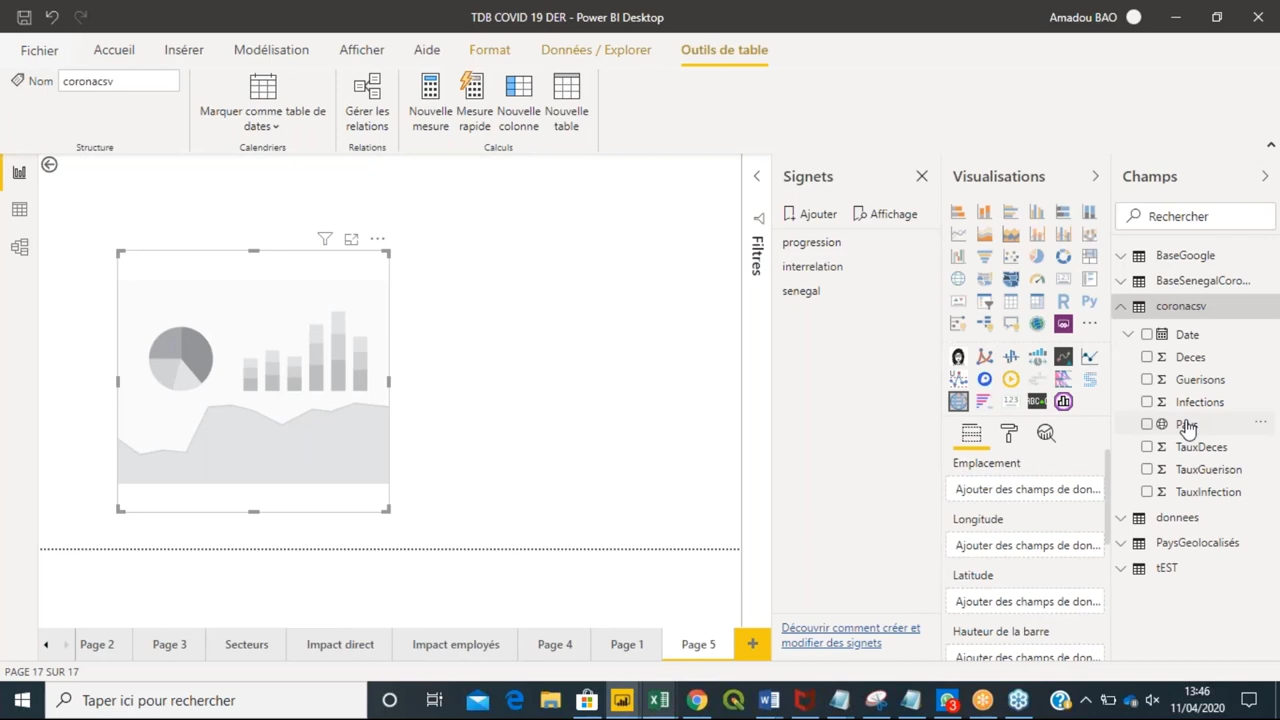 TDB COVID 19 DER - Power BI Desktop
Amadou BAO
Fichier
Accueil
Insérer
Modélisation
Afficher
Aide
Format
Données / Explorer
Outils de table
Nom
coronacsv
Marquer comme table de
dates
Gérer les
relations
Nouvelle
mesure
Mesure
rapide
Nouvelle
colonne
Nouvelle
table
Structure
Calendriers
Relations
Calculs
Filtres
Signets
Ajouter
Affichage
progression
interrelation
senegal
Découvrir comment créer et
modifier des signets
Visualisations
R
Py
123
123
ABC
Emplacement
Ajouter des champs de don...
Longitude
Ajouter des champs de don...
Latitude
Ajouter des champs de don...
Hauteur de la barre
Ajouter des champs de don...
Champs
Rechercher
BaseGoogle
BaseSenegalCoro...
coronacsv
Date
Deces
Guerisons
Infections
TauxDeces
TauxGuerison
TauxInfection
donnees
PaysGeolocalisés
tEST
Page 2
Page 3
Secteurs
Impact direct
Impact employés
Page 4
Page 1
Page 5
PAGE 17 SUR 17
Taper ici pour rechercher
3
13:46
11/04/2020